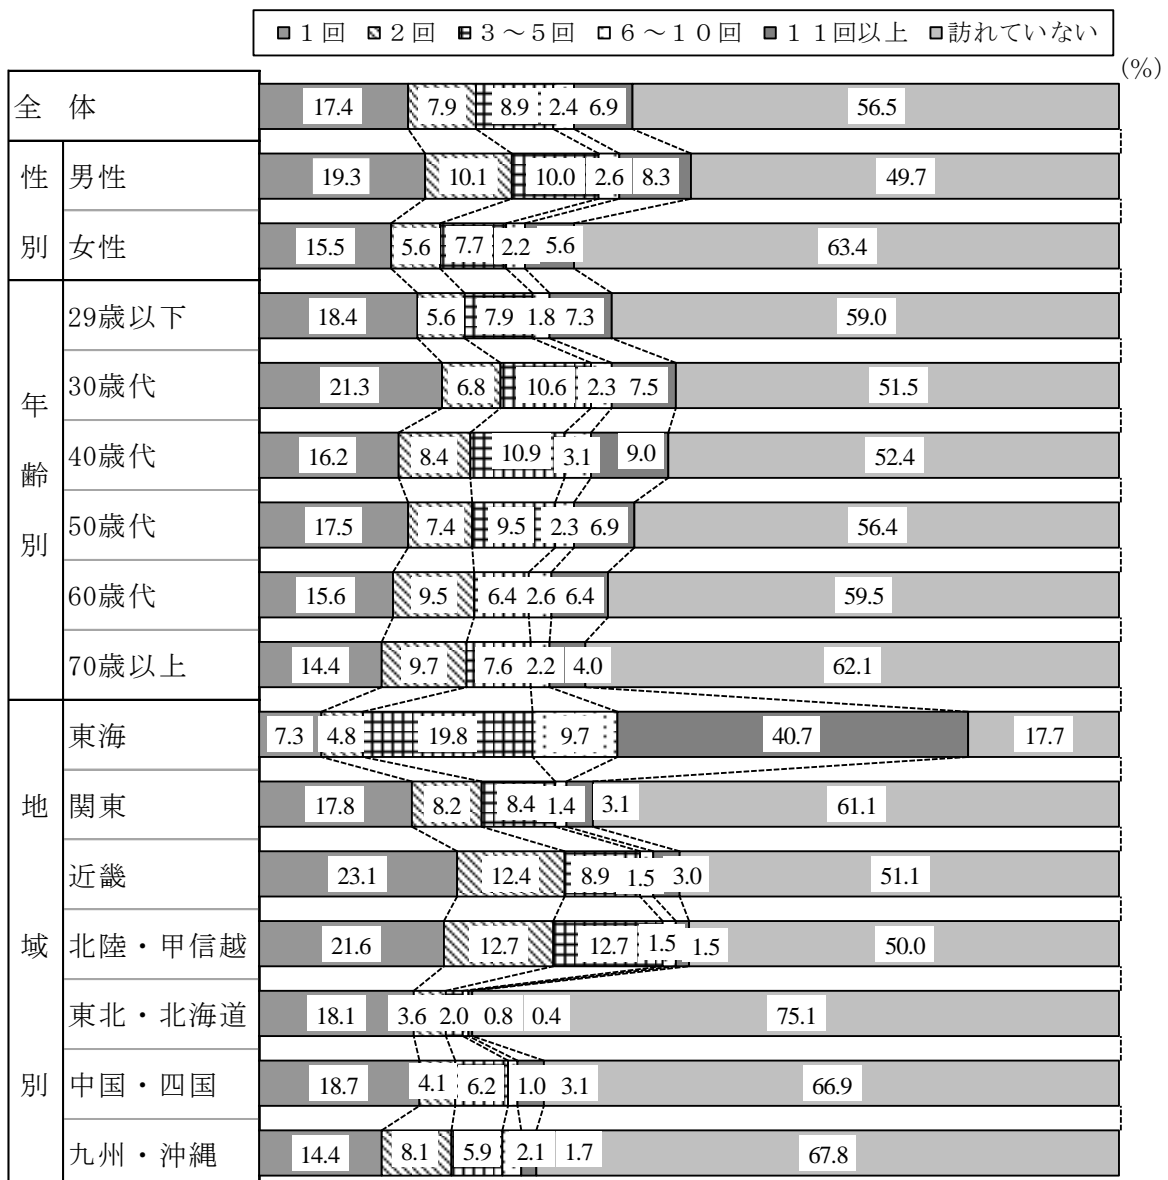 １回 ２回 ３～５回 ６～１０回 １１回以上 訪れていない
(%)
全 体 17.4 7.9 8.9 2.4 6.9 56.5
性別
男性 19.3 10.1 10.0 2.6 8.3 49.7
女性 15.5 5.6 7.7 2.2 5.6 63.4
年齢別
29歳以下 18.4 5.6 7.9 1.8 7.3 59.0
30歳代 21.3 6.8 10.6 2.3 7.5 51.5
40歳代 16.2 8.4 10.9 3.1 9.0 52.4
50歳代 17.5 7.4 9.5 2.3 6.9 56.4
60歳代 15.6 9.5 6.4 2.6 6.4 59.5
70歳以上 14.4 9.7 7.6 2.2 4.0 62.1
地域別
東海 7.3 4.8 19.8 9.7 40.7 17.7
関東 17.8 8.2 8.4 1.4 3.1 61.1
近畿 23.1 12.4 8.9 1.5 3.0 51.1
北陸・甲信越 21.6 12.7 12.7 1.5 1.5 50.0
東北・北海道 18.1 3.6 2.0 0.8 0.4 75.1
中国・四国 18.7 4.1 6.2 1.0 3.1 66.9
九州・沖縄 14.4 8.1 5.9 2.1 1.7 67.8